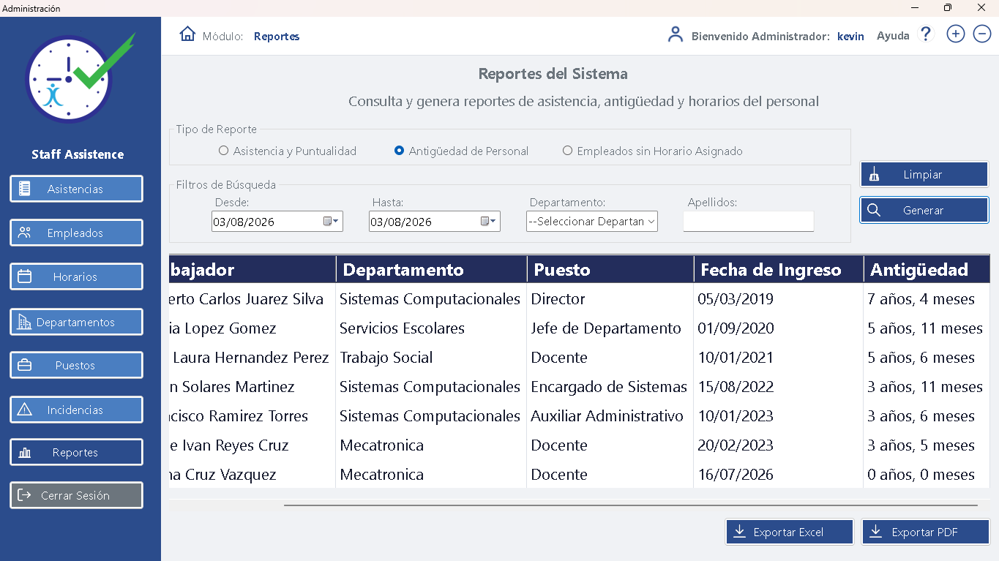 Administración
Módulo: Reportes
Bienvenido Administrador: kevin Ayuda ?
Reportes del Sistema
Consulta y genera reportes de asistencia, antigüedad y horarios del personal
Staff Assistence
Asistencias
Empleados
Horarios
Departamentos
Puestos
Incidencias
Reportes
Cerrar Sesión
Tipo de Reporte
Asistencia y Puntualidad Antigüedad de Personal Empleados sin Horario Asignado
Filtros de Búsqueda
Desde: Hasta: Departamento: Apellidos:
03/08/2026 03/08/2026 --Seleccionar Departan
Limpiar
Generar
bajador Departamento Puesto Fecha de Ingreso Antigüedad
erto Carlos Juarez Silva Sistemas Computacionales Director 05/03/2019 7 años, 4 meses
ia Lopez Gomez Servicios Escolares Jefe de Departamento 01/09/2020 5 años, 11 meses
Laura Hernandez Perez Trabajo Social Docente 10/01/2021 5 años, 6 meses
n Solares Martinez Sistemas Computacionales Encargado de Sistemas 15/08/2022 3 años, 11 meses
cisco Ramirez Torres Sistemas Computacionales Auxiliar Administrativo 10/01/2023 3 años, 6 meses
e Ivan Reyes Cruz Mecatronica Docente 20/02/2023 3 años, 5 meses
na Cruz Vazquez Mecatronica Docente 16/07/2026 0 años, 0 meses
Exportar Excel
Exportar PDF